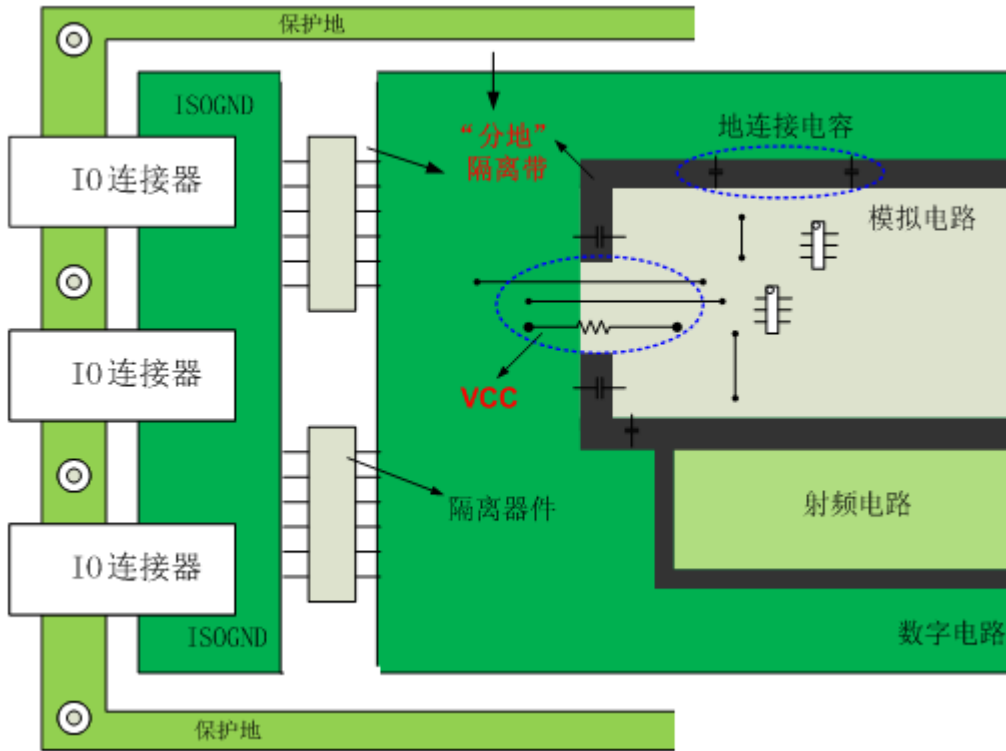 保护地
ISOGND
IO连接器
“分地”
隔离带
地连接电容
模拟电路
IO连接器
VCC
隔离器件
射频电路
IO连接器
ISOGND
数字电路
保护地